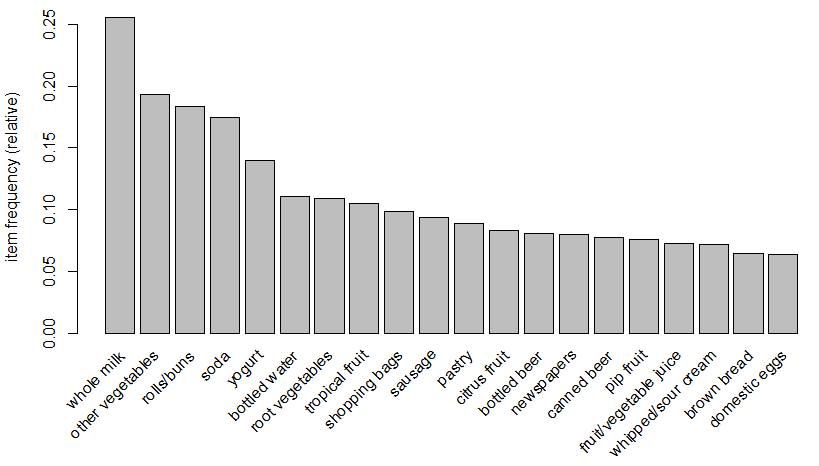 item frequency (relative)
0.25
0.20
0.15
0.10
0.05
0.00
whole milk
other vegetables
rolls/buns
soda
yogurt
bottled water
root vegetables
tropical fruit
shopping bags
sausage
pastry
citrus fruit
bottled beer
newspapers
canned beer
pip fruit
fruit/vegetable juice
whipped/sour cream
brown bread
domestic eggs